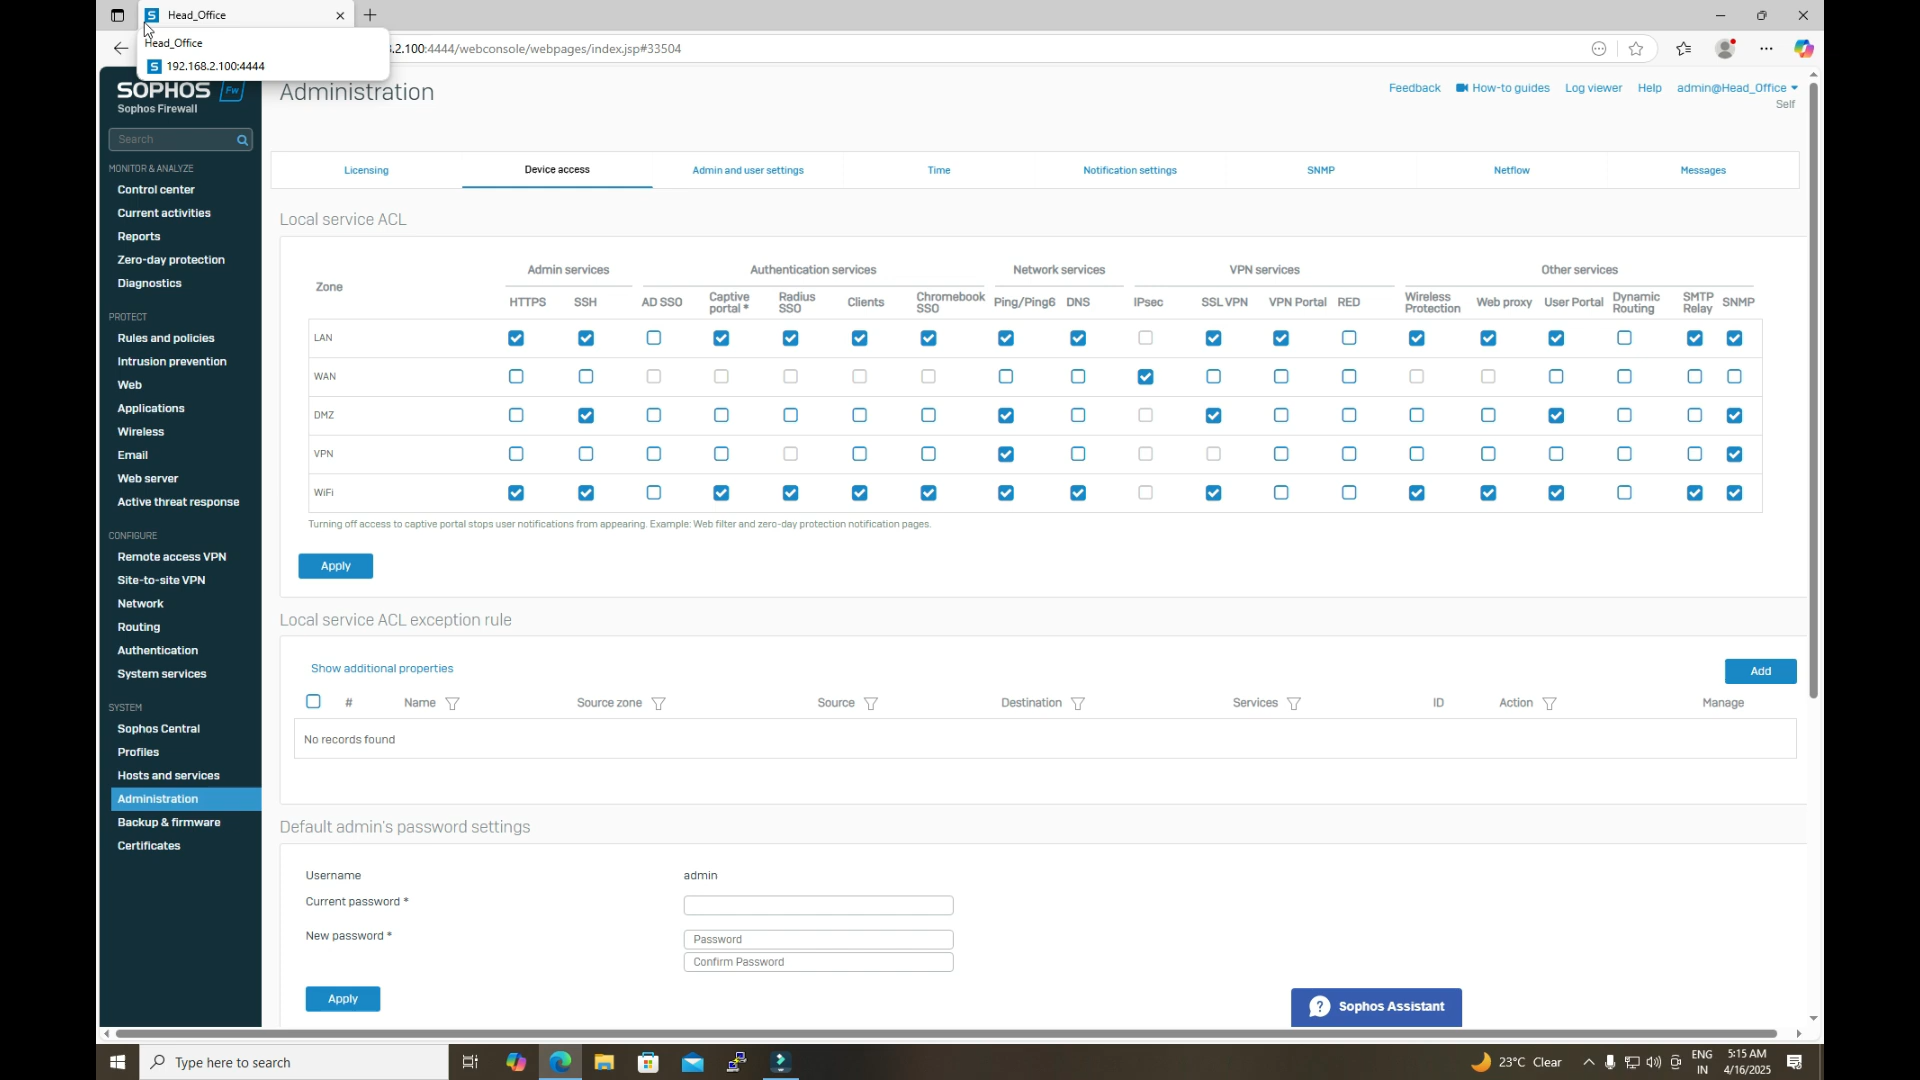 Head_Office
Head_Office
192.168.2.100:4444
.2.100:4444/webconsole/webpages/index.jsp#33504
SOPHOS Fw
Sophos Firewall
Search
MONITOR & ANALYZE
Control center
Current activities
Reports
Zero-day protection
Diagnostics
PROTECT
Rules and policies
Intrusion prevention
Web
Applications
Wireless
Email
Web server
Active threat response
CONFIGURE
Remote access VPN
Site-to-site VPN
Network
Routing
Authentication
System services
SYSTEM
Sophos Central
Profiles
Hosts and services
Administration
Backup & firmware
Certificates
Administration
Feedback How-to guides Log viewer Help admin@Head_Office
Self
Licensing Device access Admin and user settings Time Notification settings SNMP Netflow Messages
Local service ACL
Zone
Admin services Authentication services Network services VPN services Other services
HTTPS SSH AD SSO Captive portal * Radius SSO Clients Chromebook SSO Ping/Ping6 DNS IPsec SSL VPN VPN Portal RED Wireless Protection Web proxy User Portal Dynamic Routing SMTP Relay SNMP
LAN
WAN
DMZ
VPN
WiFi
Turning off access to captive portal stops user notifications from appearing. Example: Web filter and zero-day protection notification pages.
Apply
Local service ACL exception rule
Show additional properties
Add
# Name Source zone Source Destination Services ID Action Manage
No records found
Default admin's password settings
Username admin
Current password *
New password * Password
Confirm Password
Apply
Sophos Assistant
Type here to search
23°C Clear
ENG
IN
5:15 AM
4/16/2025